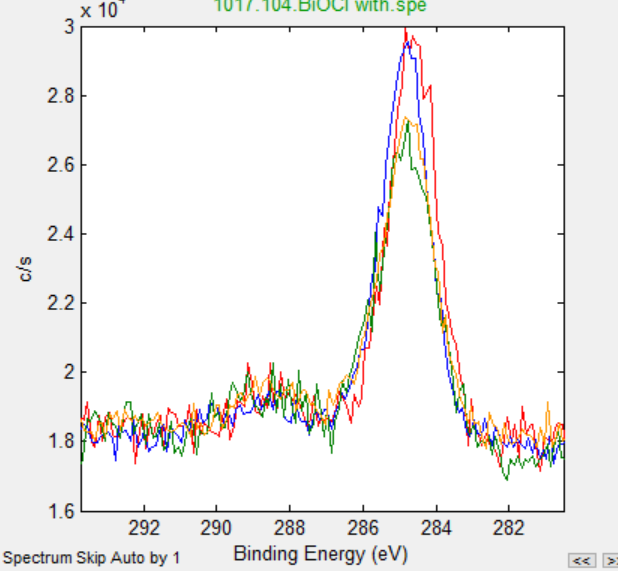 x 10⁴
1017.104.BiOCl with.spe
3
2.8
2.6
2.4
2.2
2
1.8
1.6
c/s
292 290 288 286 284 282
Binding Energy (eV)
Spectrum Skip Auto by 1
<< >>